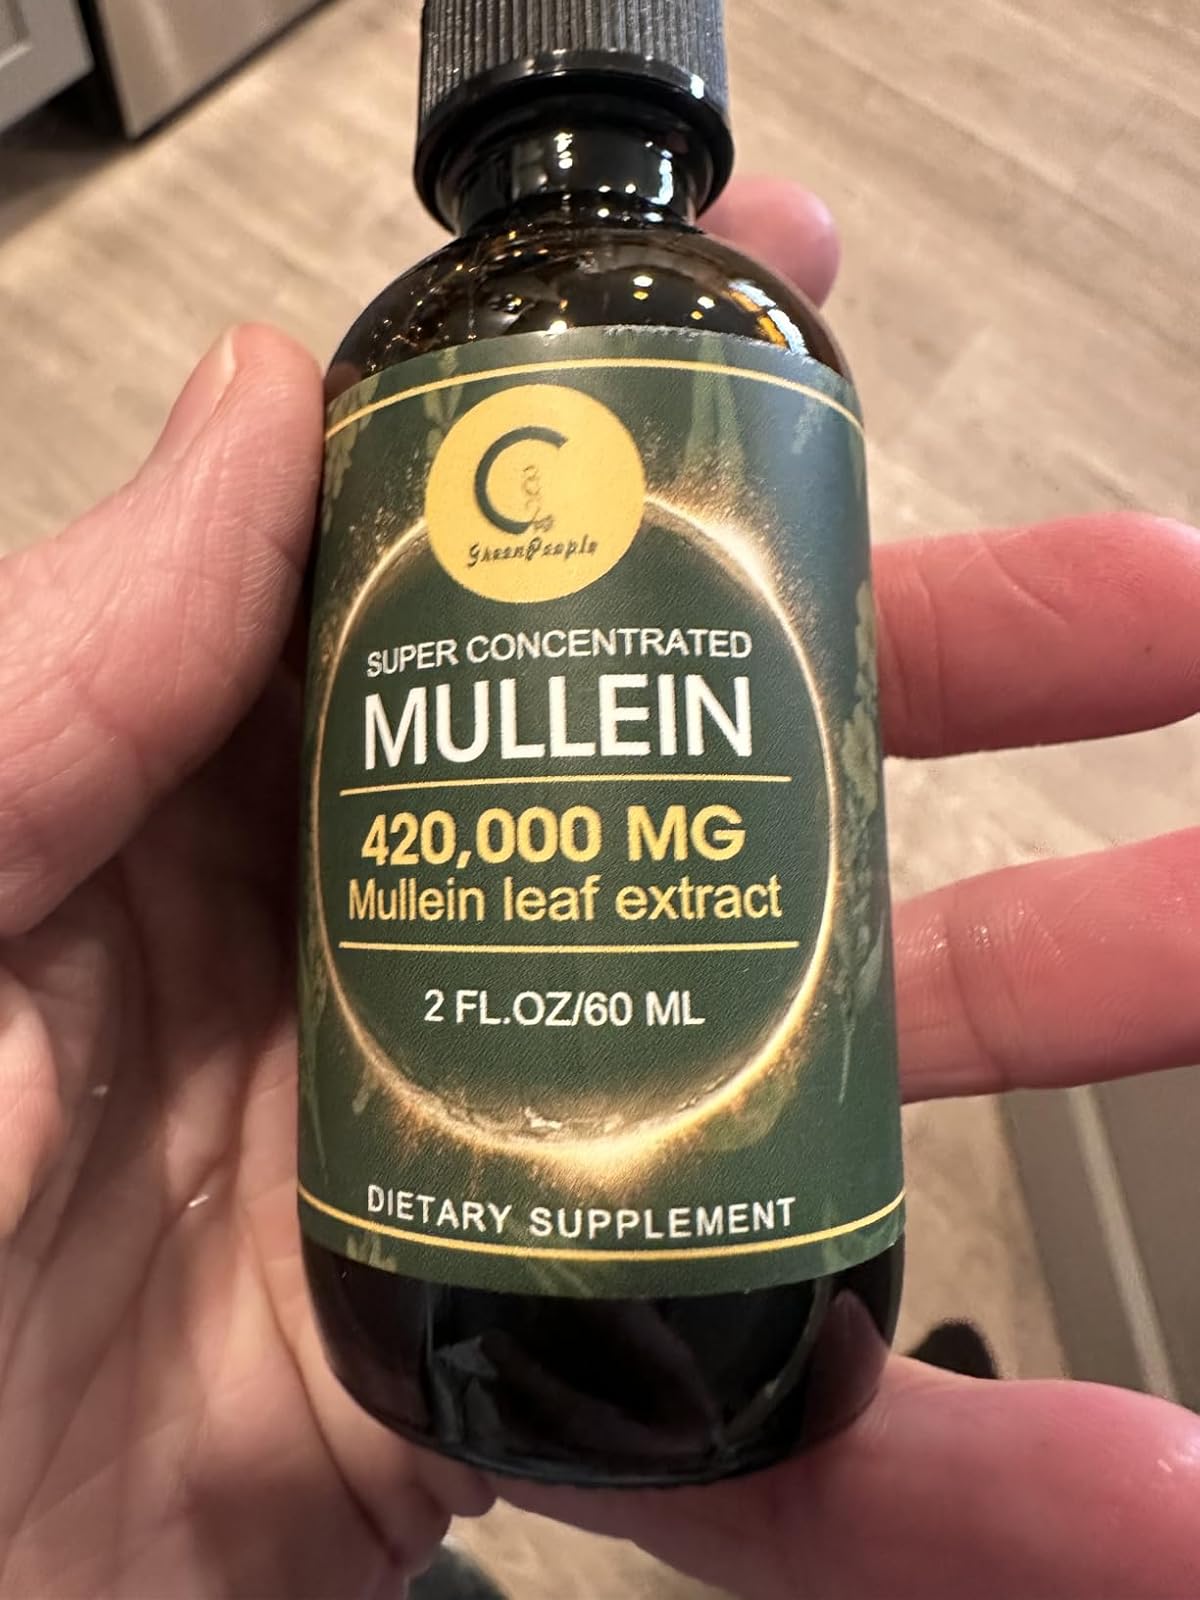 GreenPeople
SUPER CONCENTRATED
MULLEIN
420,000 MG
Mullein leaf extract
2 FL.OZ/60 ML
DIETARY SUPPLEMENT